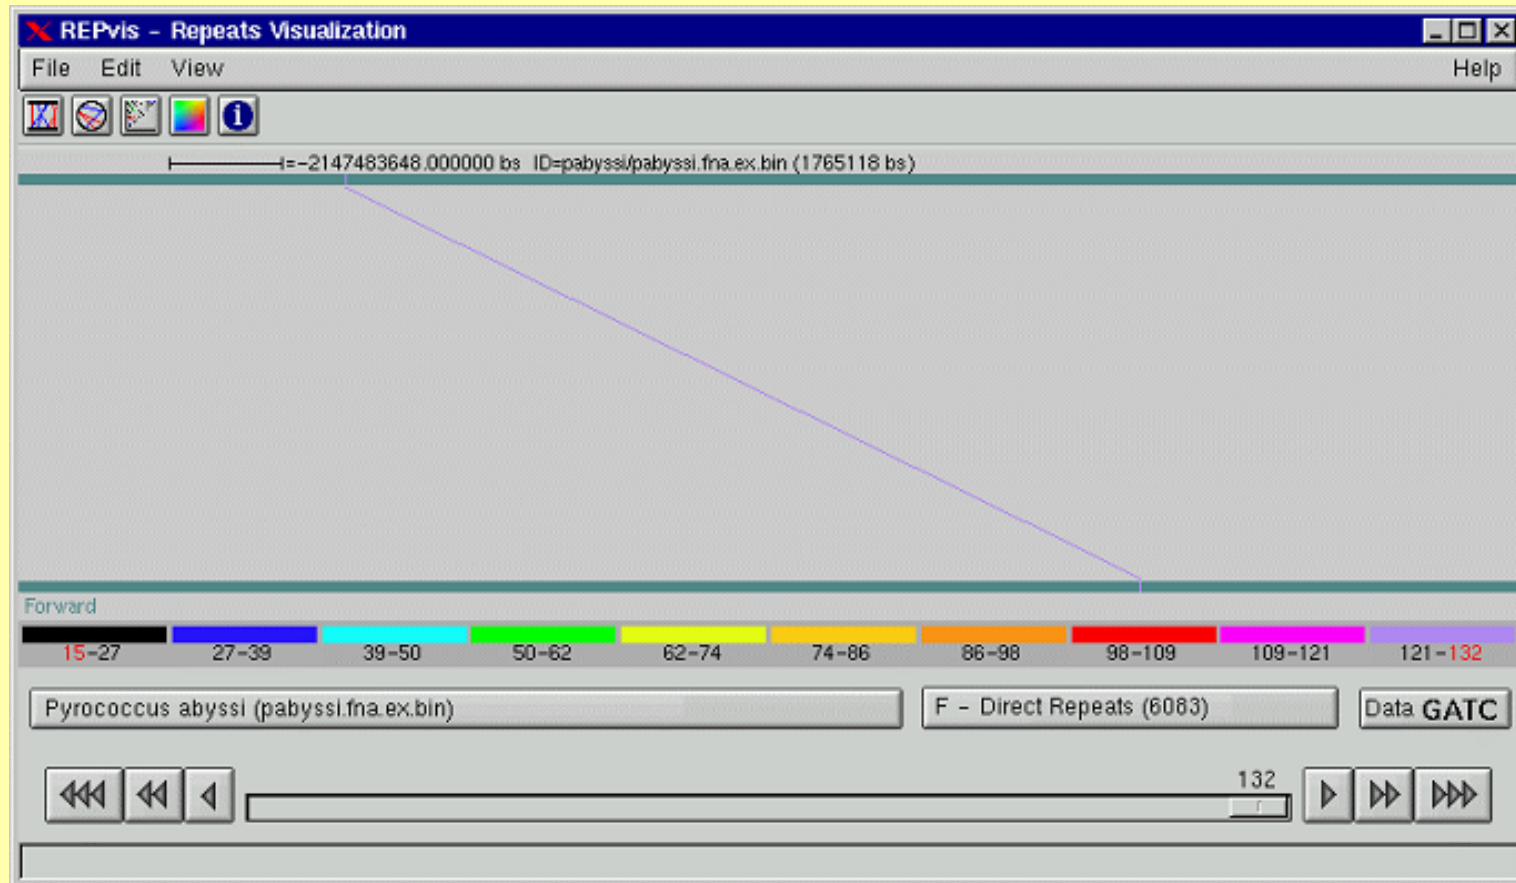 REPvis - Repeats Visualization
File Edit View Help
=-2147483648.000000 bs ID=pabyssi/pabyssi.fna.ex.bin (1765118 bs)
Forward
15-27 27-39 39-50 50-62 62-74 74-86 86-98 98-109 109-121 121-132
Pyrococcus abyssi (pabyssi.fna.ex.bin) F - Direct Repeats (6083) Data GATC
132